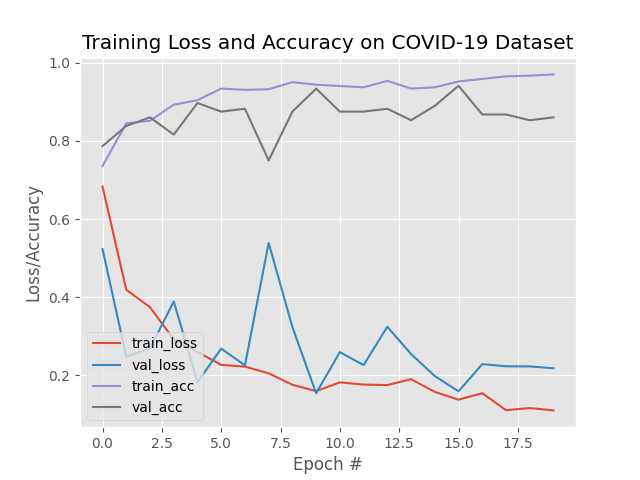 Training Loss and Accuracy on COVID-19 Dataset
1.0
0.8
0.6
0.4
0.2
Loss/Accuracy
train_loss
val_loss
train_acc
val_acc
0.0 2.5 5.0 7.5 10.0 12.5 15.0 17.5
Epoch #